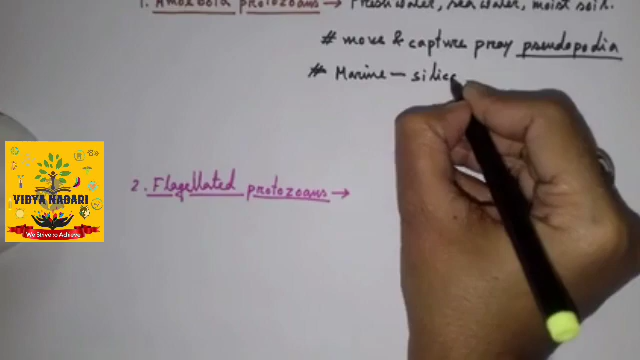 1. Amoeboid protozoans → Freshwater, sea water, moist soil.
# move & capture prey pseudopodia
# Marine – silica
2. Flagellated protozoans →
VIDYA NAGARI
We Strive to Achieve